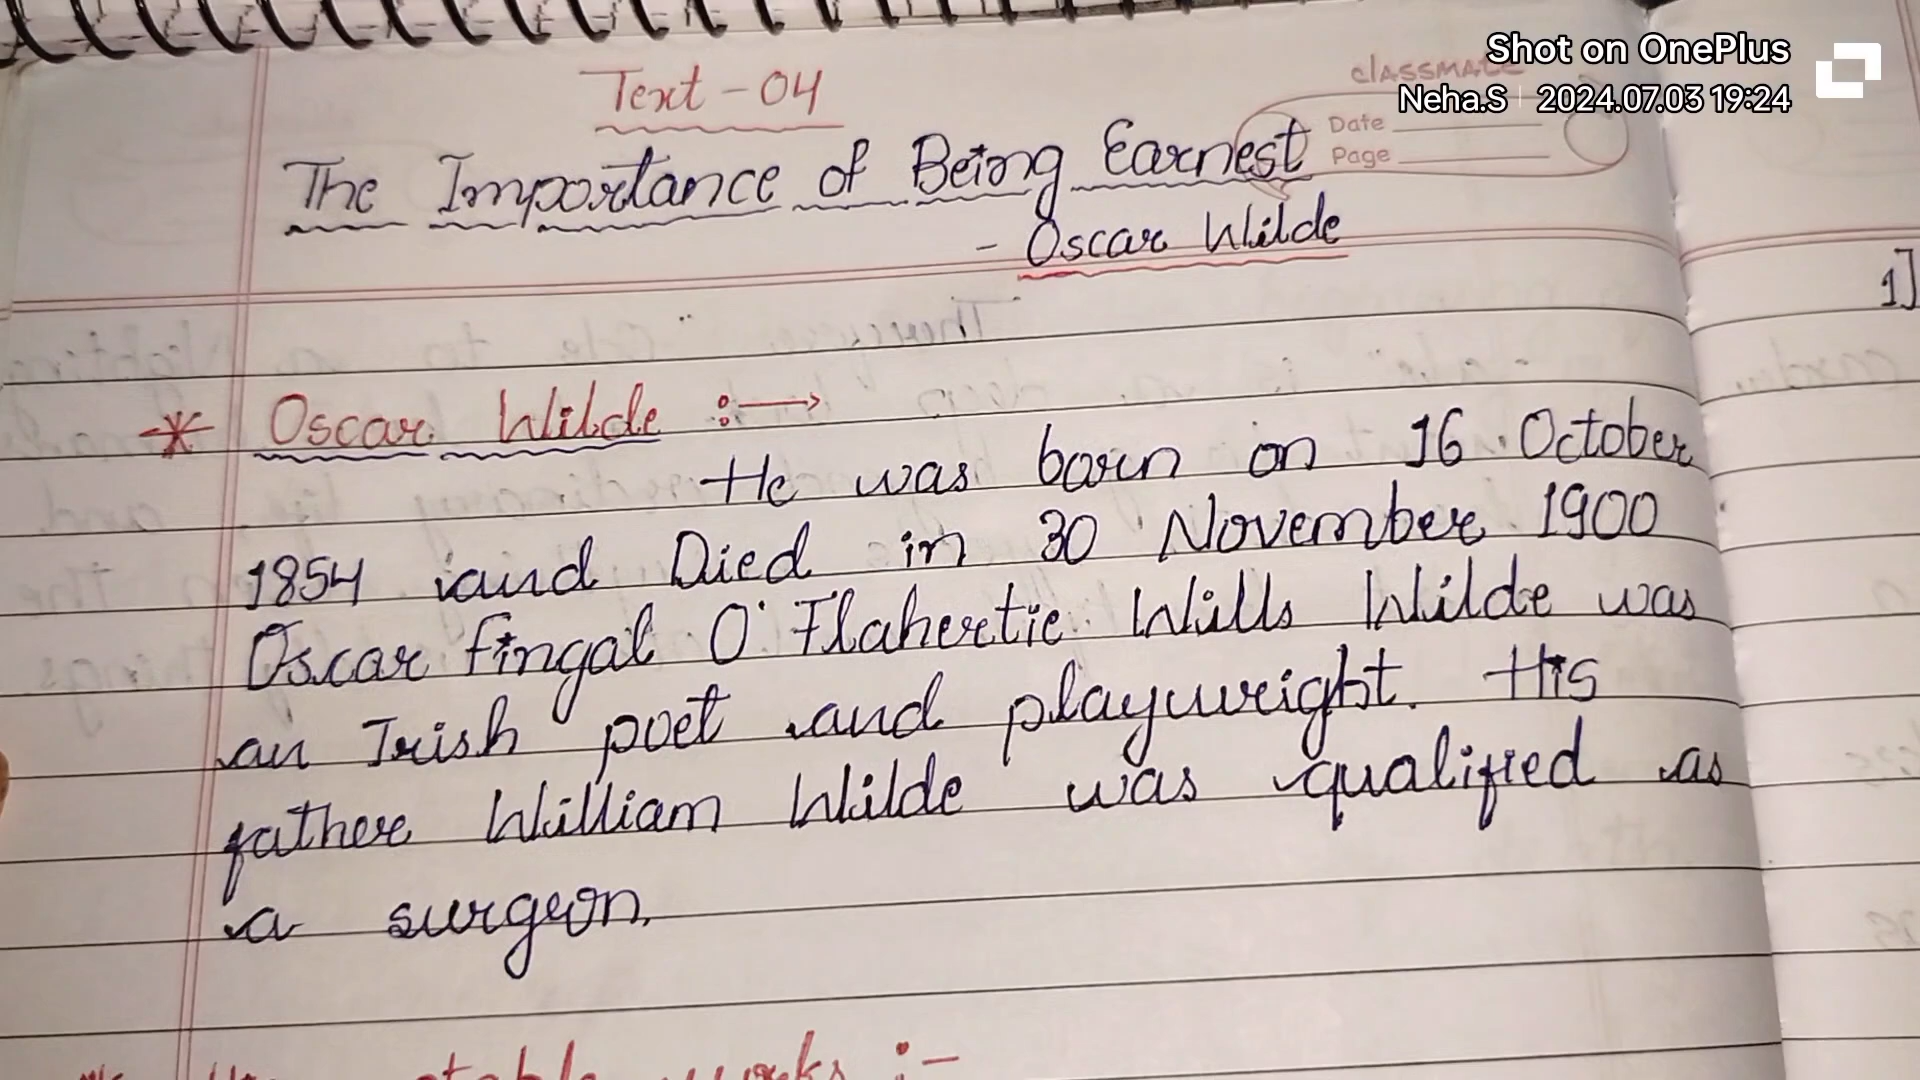 Shot on OnePlus
Neha.S | 2024.07.03 19:24
classmate
Date
Page
Text - 04
The Importance of Being Earnest
- Oscar Wilde
1]
* Oscar Wilde :→
He was born on 16 October
1854 and Died in 30 November 1900
Oscar Fingal O' Flahertie Wills Wilde was
an Irish poet and playwright. His
father William Wilde was qualified as
a surgeon.
works :-